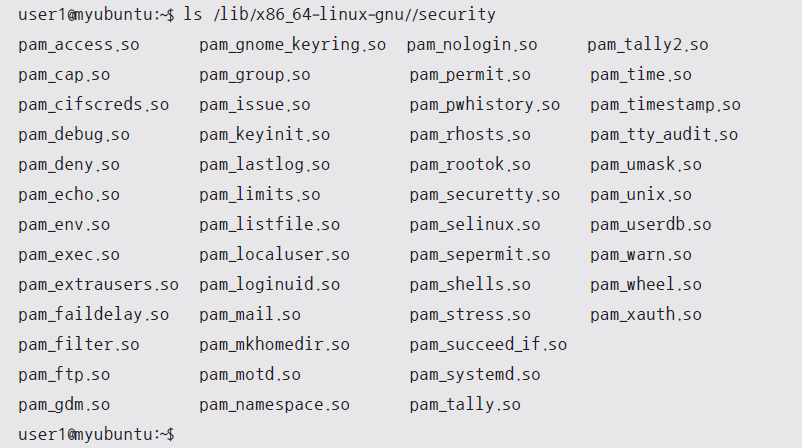 user1@myubuntu:~$ ls /lib/x86_64-linux-gnu//security
pam_access.so pam_gnome_keyring.so pam_nologin.so pam_tally2.so
pam_cap.so pam_group.so pam_permit.so pam_time.so
pam_cifscreds.so pam_issue.so pam_pwhistory.so pam_timestamp.so
pam_debug.so pam_keyinit.so pam_rhosts.so pam_tty_audit.so
pam_deny.so pam_lastlog.so pam_rootok.so pam_umask.so
pam_echo.so pam_limits.so pam_securetty.so pam_unix.so
pam_env.so pam_listfile.so pam_selinux.so pam_userdb.so
pam_exec.so pam_localuser.so pam_sepermit.so pam_warn.so
pam_extrausers.so pam_loginuid.so pam_shells.so pam_wheel.so
pam_faildelay.so pam_mail.so pam_stress.so pam_xauth.so
pam_filter.so pam_mkhomedir.so pam_succeed_if.so
pam_ftp.so pam_motd.so pam_systemd.so
pam_gdm.so pam_namespace.so pam_tally.so
user1@myubuntu:~$